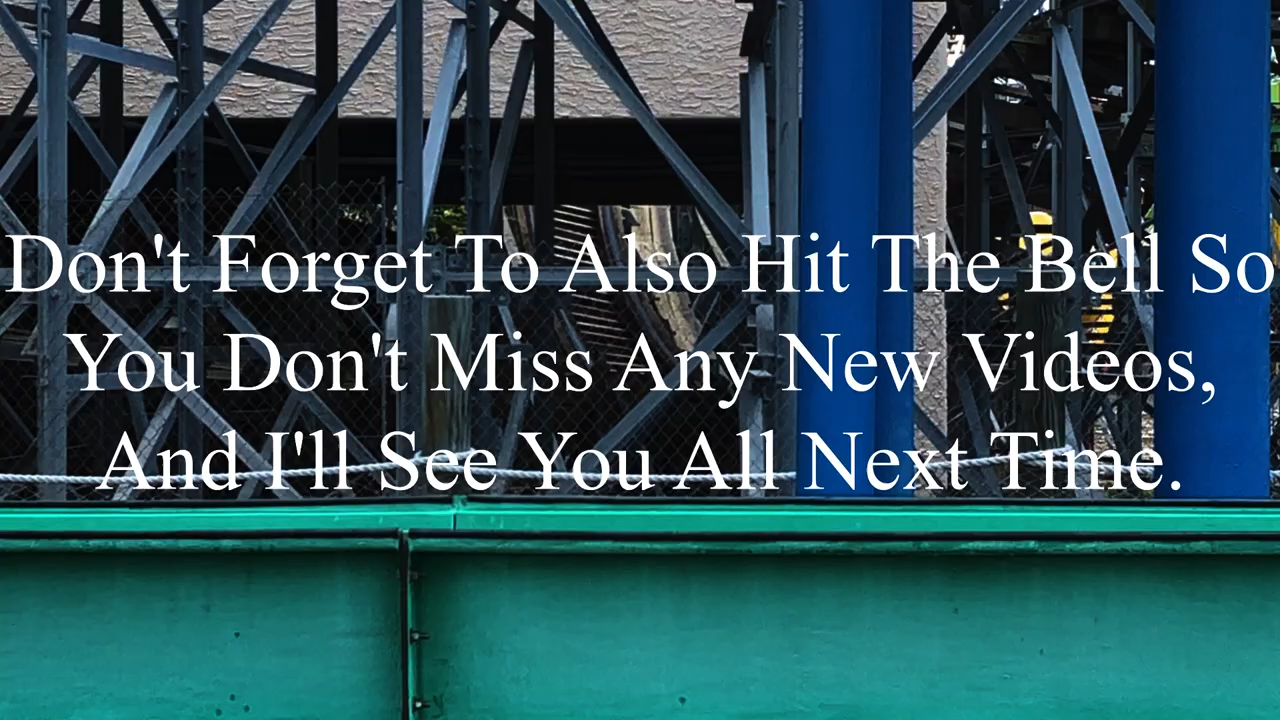 Don't Forget To Also Hit The Bell So
You Don't Miss Any New Videos,
And I'll See You All Next Time.